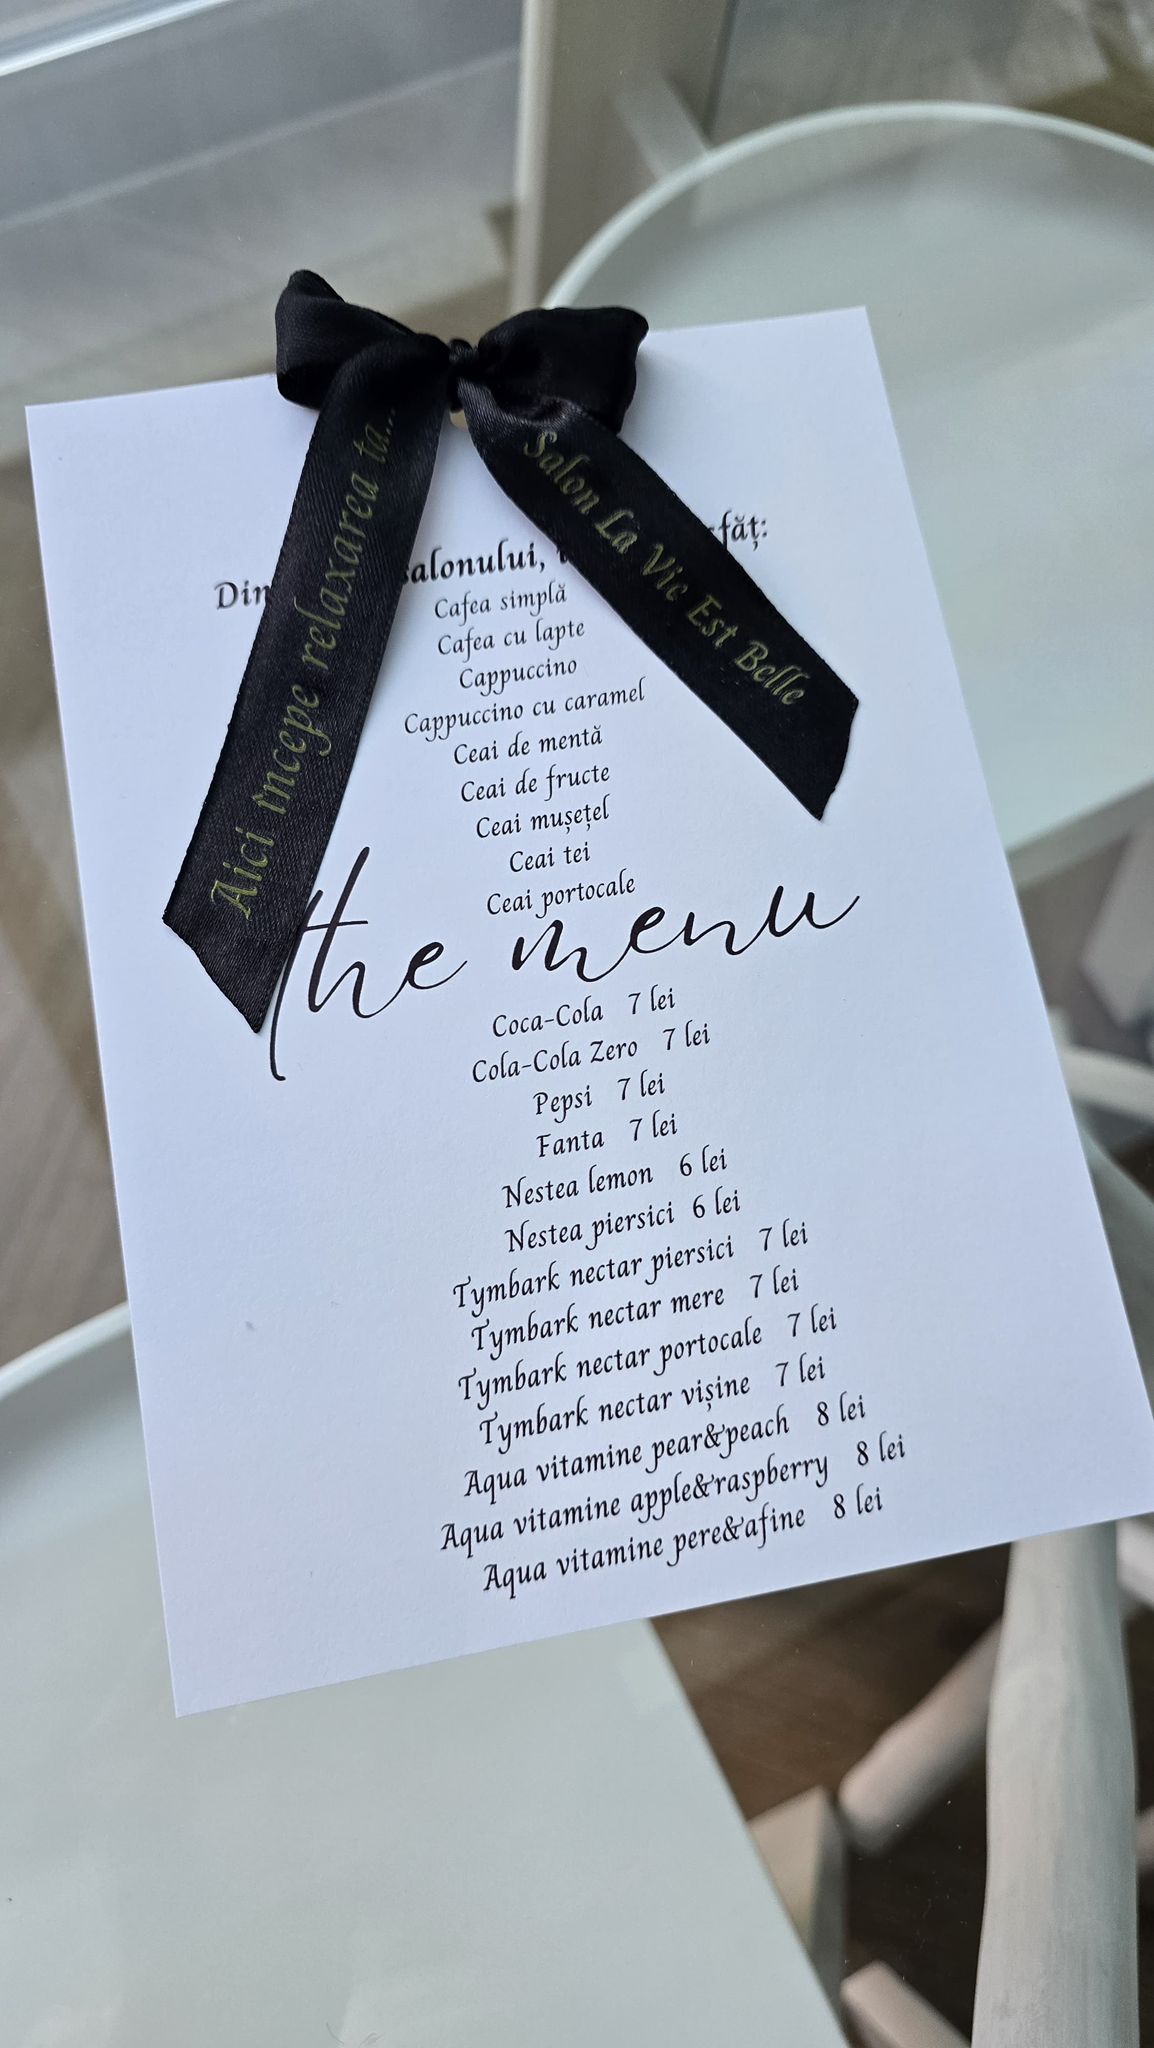 Aici incepe relaxarea ta...
Salon La Vie Est Belle
salonului,
Cafea simplă
Cafea cu lapte
Cappuccino
Cappuccino cu caramel
Ceai de mentă
Ceai de fructe
Ceai mușețel
Ceai tei
Ceai portocale
the menu
Coca-Cola 7 lei
Cola-Cola Zero 7 lei
Pepsi 7 lei
Fanta 7 lei
Nestea lemon 6 lei
Nestea piersici 6 lei
Tymbark nectar piersici 7 lei
Tymbark nectar mere 7 lei
Tymbark nectar portocale 7 lei
Tymbark nectar vișine 7 lei
Aqua vitamine pear&peach 8 lei
Aqua vitamine apple&raspberry 8 lei
Aqua vitamine pere&afine 8 lei